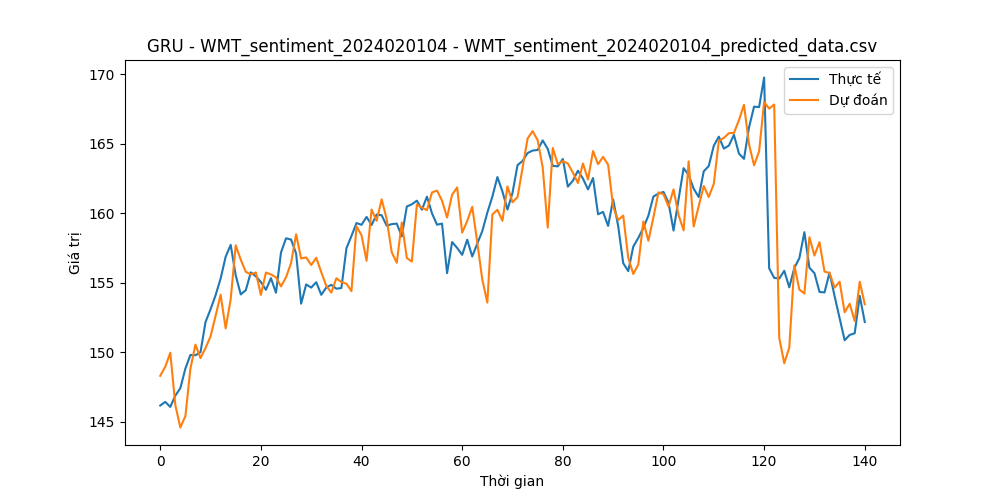 GRU - WMT_sentiment_2024020104 - WMT_sentiment_2024020104_predicted_data.csv
Thực tế
Dự đoán
Giá trị
170
165
160
155
150
145
0 20 40 60 80 100 120 140
Thời gian